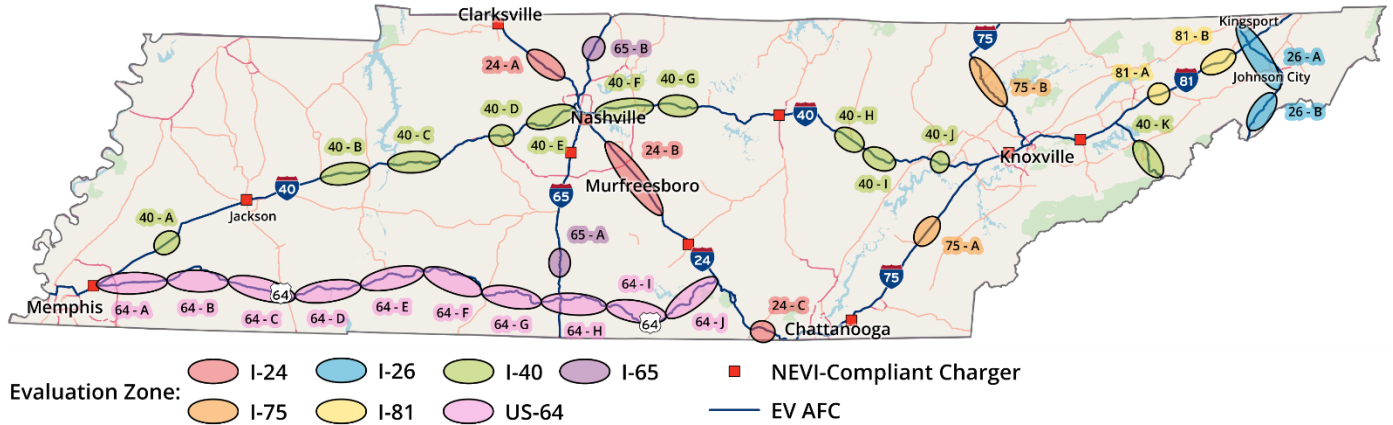 Clarksville
Kingsport
65 - B
75
81 - B
24 - A
40 - F
40 - G
26 - A
81 - A
Johnson City
75 - B
81
40 - D
Nashville
40
40 - H
26 - B
40 - B
40 - C
40 - E
24 - B
40 - J
40 - K
Knoxville
40
Murfreesboro
40 - I
65
Jackson
40 - A
65 - A
75 - A
24
64 - I
75
Memphis
64
64
24 - C
64 - A
64 - B
64 - C
64 - D
64 - E
64 - F
64 - G
64 - H
64 - J
Chattanooga
Evaluation Zone:
I-24
I-26
I-40
I-65
NEVI-Compliant Charger
I-75
I-81
US-64
EV AFC